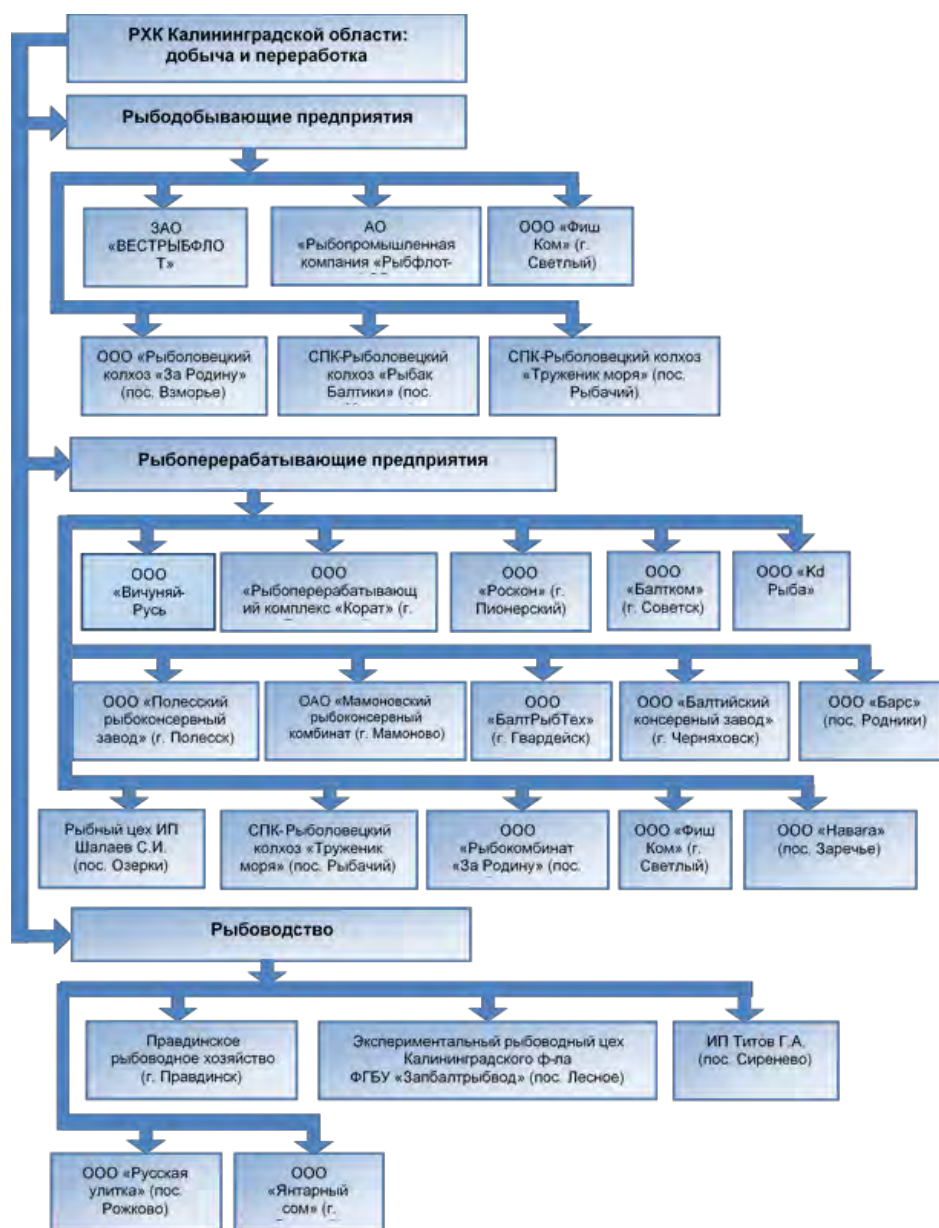 РХК Калининградской области:
добыча и переработка
Рыбодобывающие предприятия
ЗАО
«ВЕСТРЫБФЛО
Т»
АО
«Рыбопромышленная
компания «Рыбфлот-
ООО «Фиш
Ком» (г.
Светлый)
ООО «Рыболовецкий
колхоз «За Родину»
(пос. Взморье)
СПК-Рыболовецкий
колхоз «Рыбак
Балтики» (пос.
СПК-Рыболовецкий колхоз
«Труженик моря» (пос.
Рыбачий)
Рыбоперерабатывающие предприятия
ООО
«Вичуняй-
Русь
ООО
«Рыбоперерабатывающ
ий комплекс «Корат» (г.
ООО
«Роскон» (г.
Пионерский)
ООО
«Балтком»
(г. Советск)
ООО «Kd
Рыба»
ООО «Полесский
рыбоконсервный
завод» (г. Полесск)
ОАО «Мамоновский
рыбоконсервный
комбинат (г. Мамоново)
ООО
«БалтРыбТех»
(г. Гвардейск)
ООО «Балтийский
консервный завод»
(г. Черняховск)
ООО «Барс»
(пос. Родники)
Рыбный цех ИП
Шалаев С.И.
(пос. Озерки)
СПК-Рыболовецкий
колхоз «Труженик
моря» (пос. Рыбачий)
ООО
«Рыбокомбинат
«За Родину» (пос.
ООО «Фиш
Ком» (г.
Светлый)
ООО «Навага»
(пос. Заречье)
Рыбоводство
Правдинское
рыбоводное хозяйство
(г. Правдинск)
Экспериментальный рыбоводный цех
Калининградского ф-ла
ФГБУ «Запбалтрыбвод» (пос. Лесное)
ИП Титов Г.А.
(пос. Сиренево)
ООО «Русская
улитка» (пос.
Рожково)
ООО
«Янтарный
сом» (г.